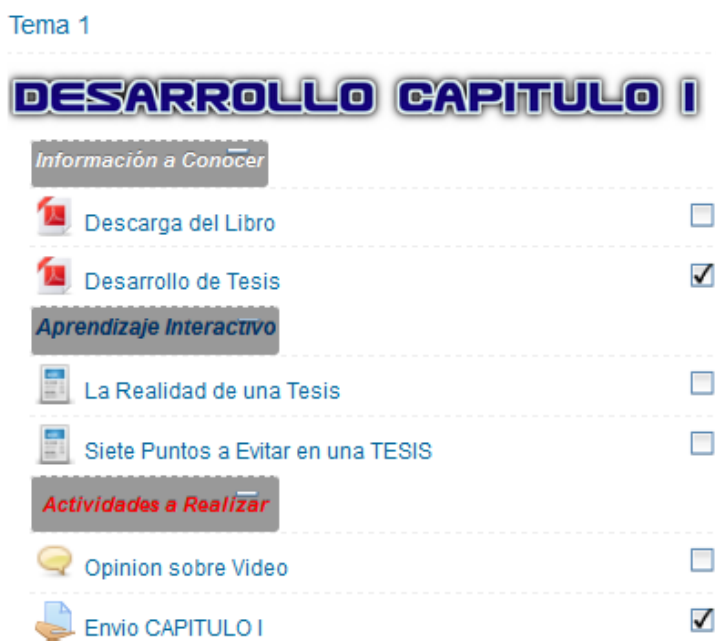 Tema 1
DESARROLLO CAPITULO I
Información a Conocer
Descarga del Libro
Desarrollo de Tesis
Aprendizaje Interactivo
La Realidad de una Tesis
Siete Puntos a Evitar en una TESIS
Actividades a Realizar
Opinion sobre Video
Envio CAPITULO I